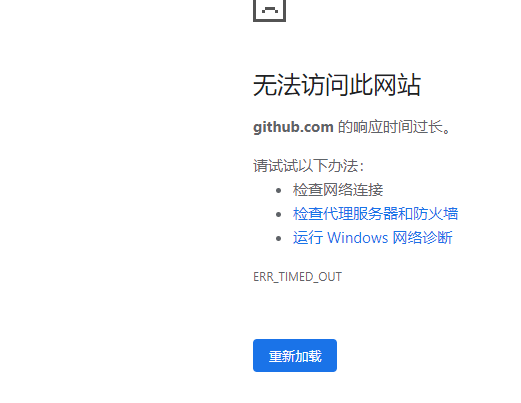 无法访问此网站
github.com 的响应时间过长。
请试试以下办法：
检查网络连接
检查代理服务器和防火墙
运行 Windows 网络诊断
ERR_TIMED_OUT
重新加载